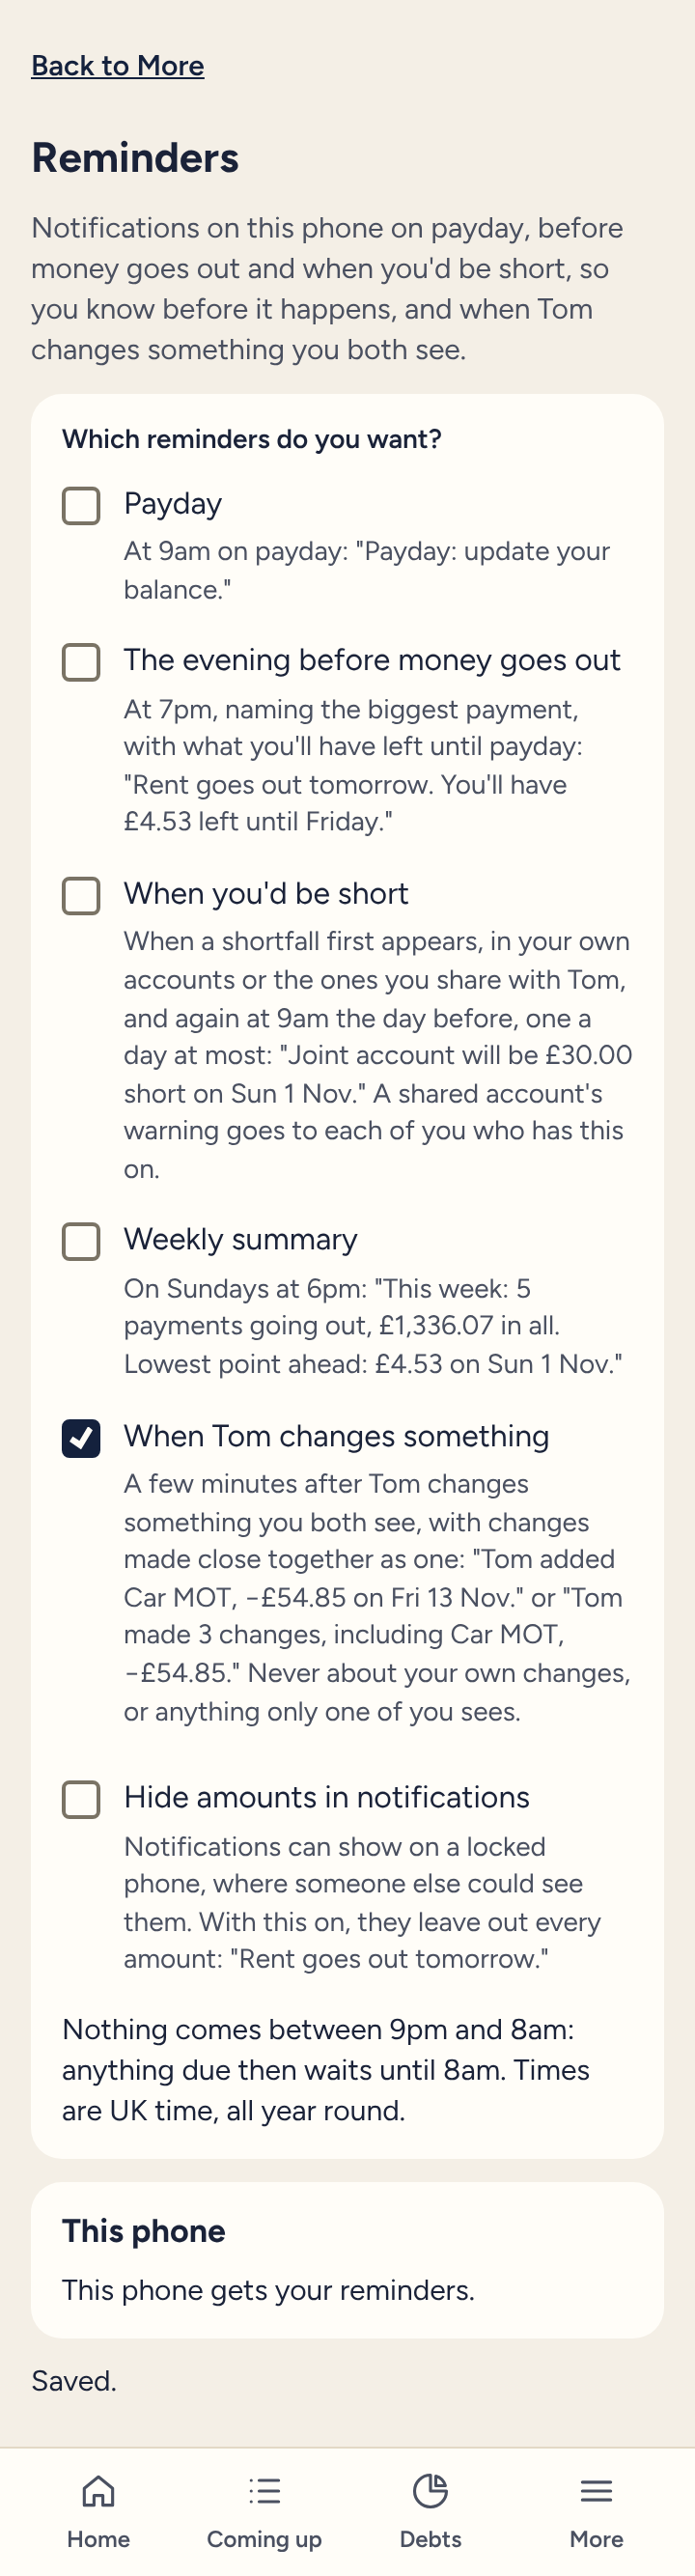 Back to More
Reminders
Notifications on this phone on payday, before
money goes out and when you'd be short, so
you know before it happens, and when Tom
changes something you both see.
Which reminders do you want?
Payday
At 9am on payday: "Payday: update your
balance."
The evening before money goes out
At 7pm, naming the biggest payment,
with what you'll have left until payday:
"Rent goes out tomorrow. You'll have
£4.53 left until Friday."
When you'd be short
When a shortfall first appears, in your own
accounts or the ones you share with Tom,
and again at 9am the day before, one a
day at most: "Joint account will be £30.00
short on Sun 1 Nov." A shared account's
warning goes to each of you who has this
on.
Weekly summary
On Sundays at 6pm: "This week: 5
payments going out, £1,336.07 in all.
Lowest point ahead: £4.53 on Sun 1 Nov."
When Tom changes something
A few minutes after Tom changes
something you both see, with changes
made close together as one: "Tom added
Car MOT, −£54.85 on Fri 13 Nov." or "Tom
made 3 changes, including Car MOT,
−£54.85." Never about your own changes,
or anything only one of you sees.
Hide amounts in notifications
Notifications can show on a locked
phone, where someone else could see
them. With this on, they leave out every
amount: "Rent goes out tomorrow."
Nothing comes between 9pm and 8am:
anything due then waits until 8am. Times
are UK time, all year round.
This phone
This phone gets your reminders.
Saved.
Home
Coming up
Debts
More